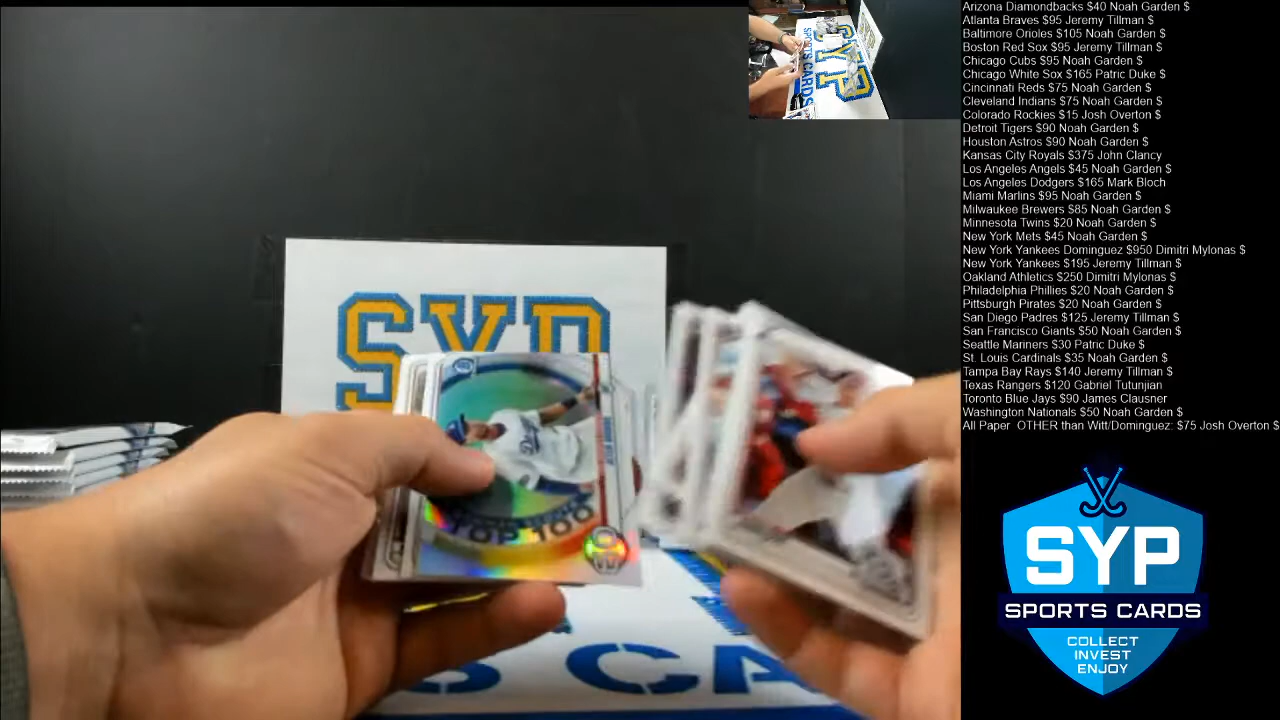 Arizona Diamondbacks $40 Noah Garden $
Atlanta Braves $95 Jeremy Tillman $
Baltimore Orioles $105 Noah Garden $
Boston Red Sox $95 Jeremy Tillman $
Chicago Cubs $95 Noah Garden $
Chicago White Sox $165 Patric Duke $
Cincinnati Reds $75 Noah Garden $
Cleveland Indians $75 Noah Garden $
Colorado Rockies $15 Josh Overton $
Detroit Tigers $90 Noah Garden $
Houston Astros $90 Noah Garden $
Kansas City Royals $375 John Clancy
Los Angeles Angels $45 Noah Garden $
Los Angeles Dodgers $165 Mark Bloch
Miami Marlins $95 Noah Garden $
Milwaukee Brewers $85 Noah Garden $
Minnesota Twins $20 Noah Garden $
New York Mets $45 Noah Garden $
New York Yankees Dominguez $950 Dimitri Mylonas $
New York Yankees $195 Jeremy Tillman $
Oakland Athletics $250 Dimitri Mylonas $
Philadelphia Phillies $20 Noah Garden $
Pittsburgh Pirates $20 Noah Garden $
San Diego Padres $125 Jeremy Tillman $
San Francisco Giants $50 Noah Garden $
Seattle Mariners $30 Patric Duke $
St. Louis Cardinals $35 Noah Garden $
Tampa Bay Rays $140 Jeremy Tillman $
Texas Rangers $120 Gabriel Tutunjian
Toronto Blue Jays $90 James Clausner
Washington Nationals $50 Noah Garden $
All Paper OTHER than Witt/Dominguez: $75 Josh Overton $
SYP
SPORTS CARDS
COLLECT
INVEST
ENJOY
SYP
SPORTS CARDS
SYP
TOP 100